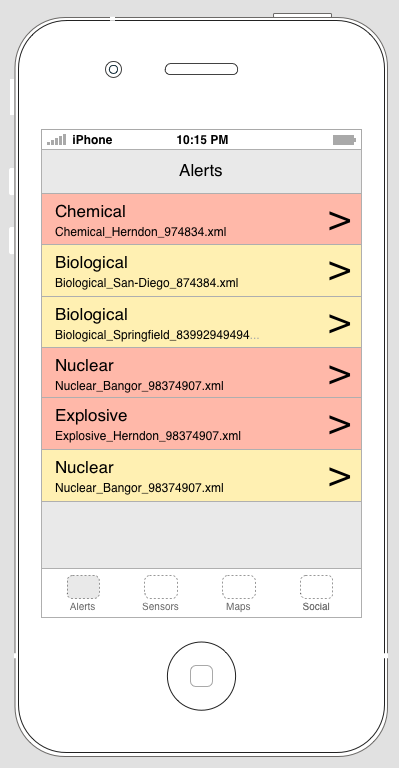 iPhone 10:15 PM
Alerts
Chemical
Chemical_Herndon_974834.xml
>
Biological
Biological_San-Diego_874384.xml
>
Biological
Biological_Springfield_83992949494...
>
Nuclear
Nuclear_Bangor_98374907.xml
>
Explosive
Explosive_Herndon_98374907.xml
>
Nuclear
Nuclear_Bangor_98374907.xml
>
Alerts Sensors Maps Social